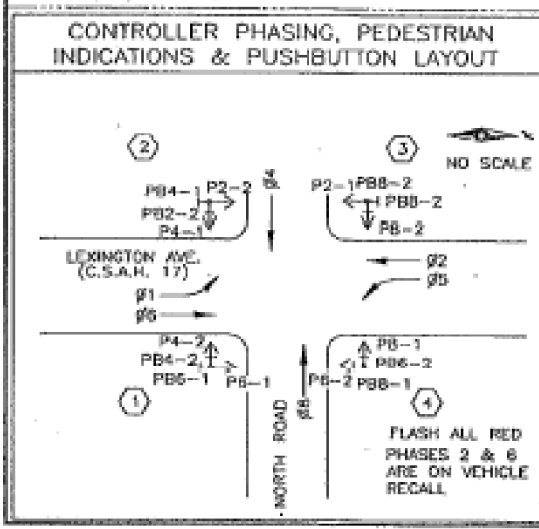 CONTROLLER PHASING, PEDESTRIAN
INDICATIONS & PUSHBUTTON LAYOUT
2
3
N
NO SCALE
PB4-1 P2-2
Ø4
P2-1 PB8-2
PB2-2
PB8-2
P4-1
P8-2
LEXINGTON AVE.
(C.S.A.H. 17)
Ø2
Ø5
Ø1
Ø6
P4-2
PB4-2
PB6-1
P6-1
P8-1
PB6-2
P6-2
PB8-1
1
4
NORTH ROAD
Ø8
FLASH ALL RED
PHASES 2 & 6
ARE ON VEHICLE
RECALL